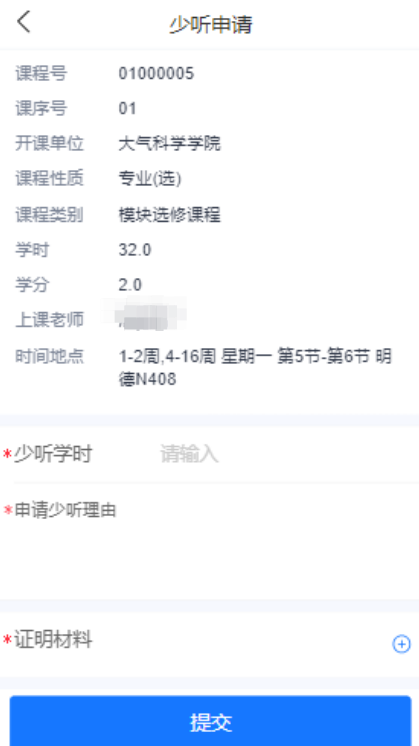 少听申请
课程号 01000005
课序号 01
开课单位 大气科学学院
课程性质 专业(选)
课程类别 模块选修课程
学时 32.0
学分 2.0
上课老师
时间地点 1-2周,4-16周 星期一 第5节-第6节 明
德N408
*少听学时 请输入
*申请少听理由
*证明材料
提交